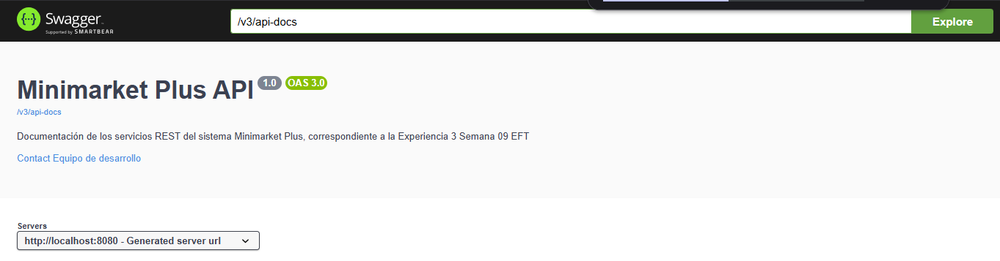 Swagger
Supported by SMARTBEAR
/v3/api-docs
Explore
Minimarket Plus API 1.0 OAS 3.0
/v3/api-docs
Documentación de los servicios REST del sistema Minimarket Plus, correspondiente a la Experiencia 3 Semana 09 EFT
Contact Equipo de desarrollo
Servers
http://localhost:8080 - Generated server url